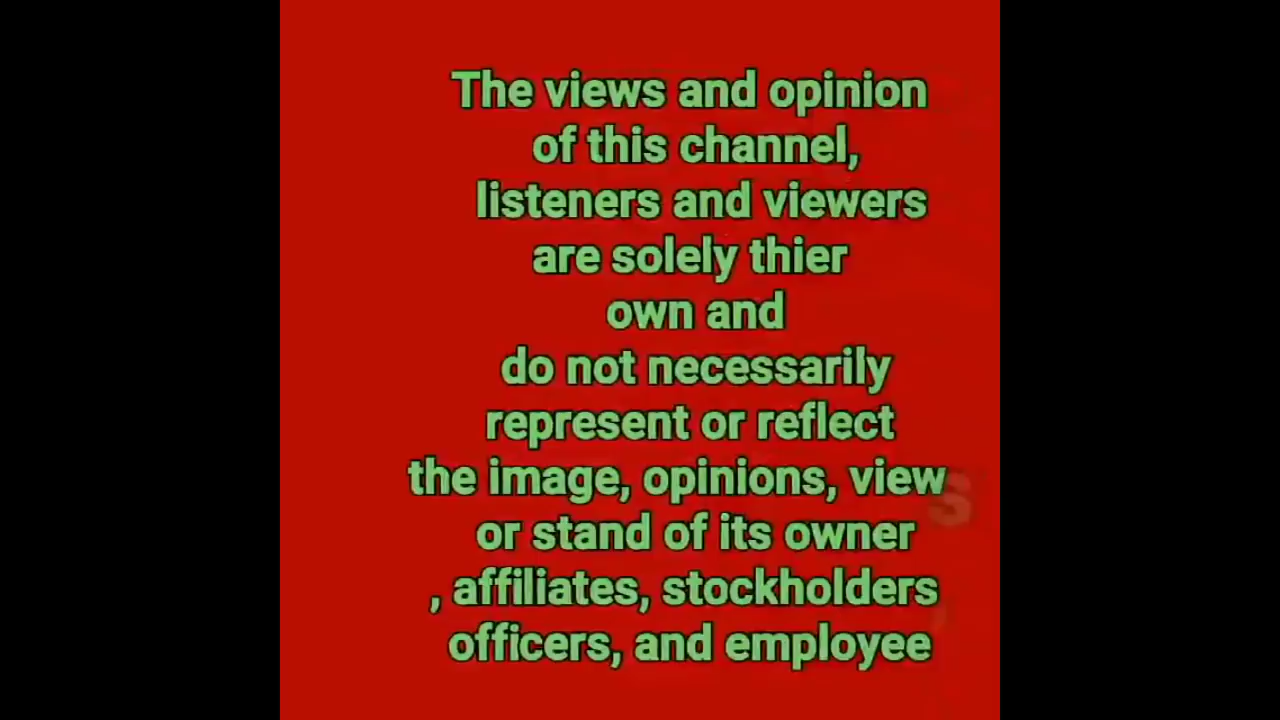 The views and opinion
of this channel,
listeners and viewers
are solely thier
own and
do not necessarily
represent or reflect
the image, opinions, view
or stand of its owner
, affiliates, stockholders
officers, and employee